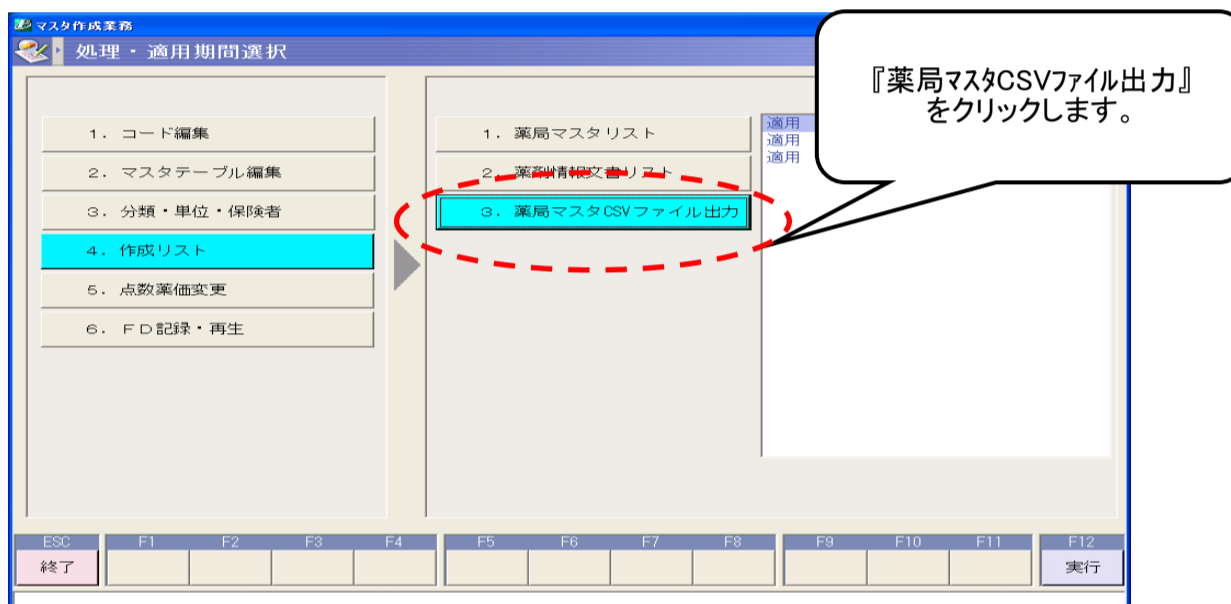 マスタ作成業務
処理・適用期間選択
『薬局ﾏｽﾀCSVﾌｧｲﾙ出力』
をクリックします。
1. コード編集
2. マスタテーブル編集
3. 分類・単位・保険者
4. 作成リスト
5. 点数薬価変更
6. ＦＤ記録・再生
1. 薬局マスタリスト
2. 薬剤情報文書リスト
3. 薬局マスタCSVファイル出力
適用
適用
適用
ESC F1 F2 F3 F4 F5 F6 F7 F8 F9 F10 F11 F12
終了 実行